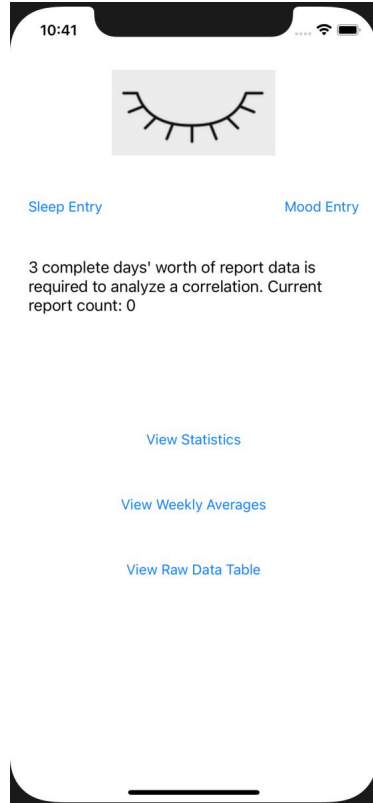 10:41
Sleep Entry
Mood Entry
3 complete days' worth of report data is
required to analyze a correlation. Current
report count: 0
View Statistics
View Weekly Averages
View Raw Data Table